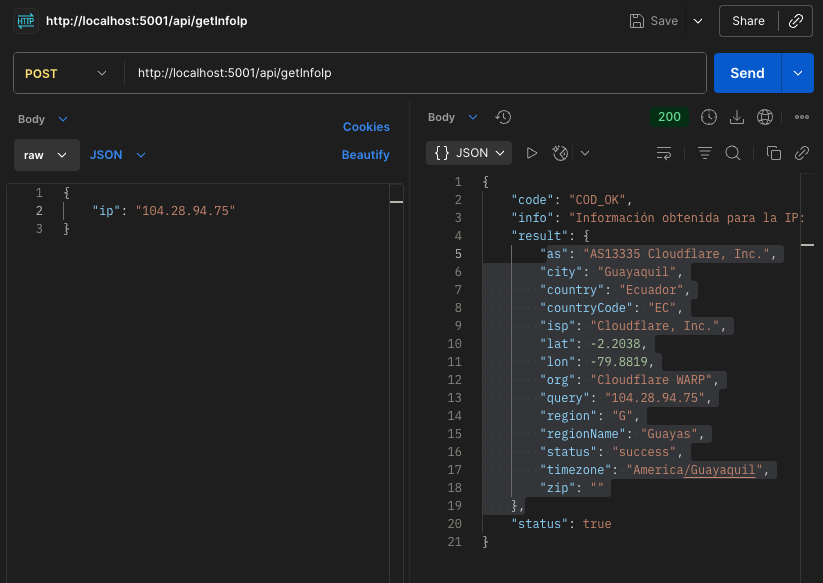 HTTP http://localhost:5001/api/getInfoIp Save Share
POST http://localhost:5001/api/getInfoIp Send
Body
Cookies
raw JSON Beautify
1 {
2 "ip": "104.28.94.75"
3 }
Body 200
{} JSON
1 {
2 "code": "COD_OK",
3 "info": "Información obtenida para la IP:
4 "result": {
5 "as": "AS13335 Cloudflare, Inc.",
6 "city": "Guayaquil",
7 "country": "Ecuador",
8 "countryCode": "EC",
9 "isp": "Cloudflare, Inc.",
10 "lat": -2.2038,
11 "lon": -79.8819,
12 "org": "Cloudflare WARP",
13 "query": "104.28.94.75",
14 "region": "G",
15 "regionName": "Guayas",
16 "status": "success",
17 "timezone": "America/Guayaquil",
18 "zip": ""
19 },
20 "status": true
21 }